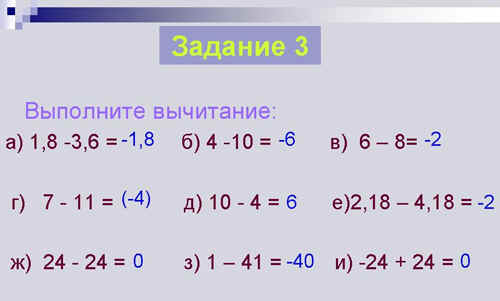 Задание 3
Выполните вычитание:
а) 1,8 -3,6 = -1,8 б) 4 -10 = -6 в) 6 – 8= -2
г) 7 - 11 = (-4) д) 10 - 4 = 6 е)2,18 – 4,18 = -2
ж) 24 - 24 = 0 з) 1 – 41 = -40 и) -24 + 24 = 0